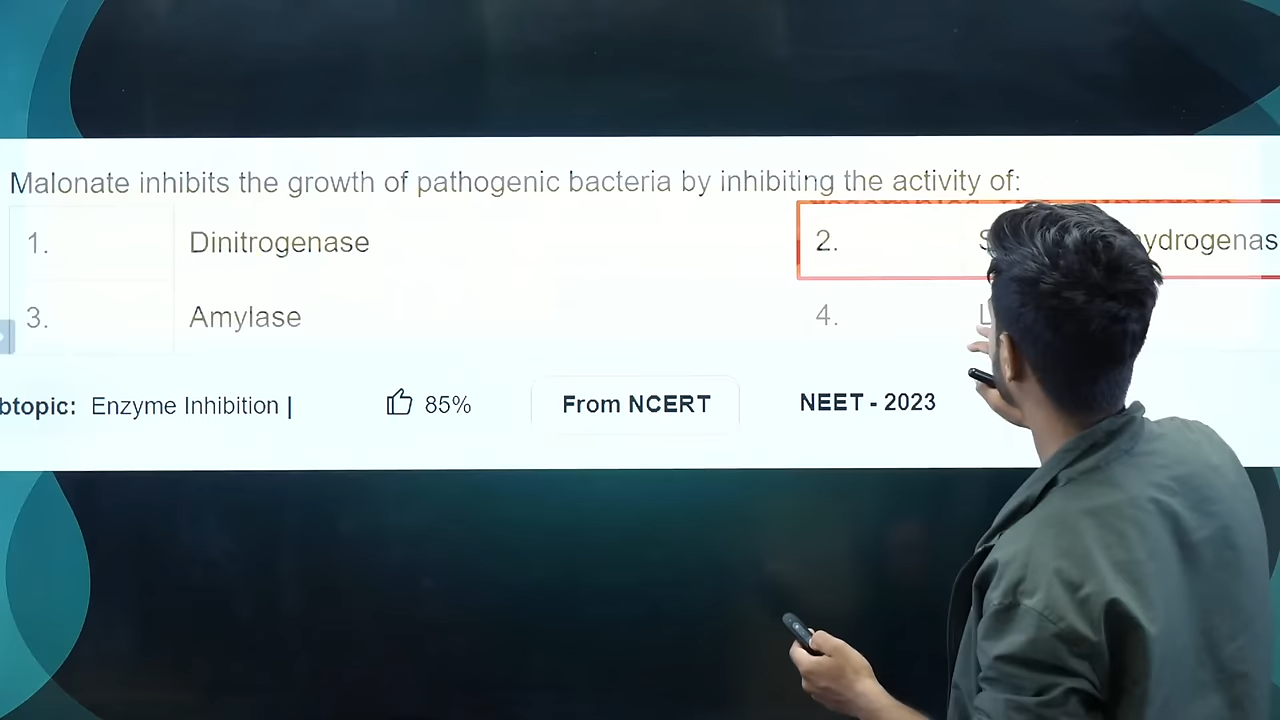 Malonate inhibits the growth of pathogenic bacteria by inhibiting the activity of:
1. Dinitrogenase 2.
3. Amylase 4.
btopic: Enzyme Inhibition | 85% From NCERT NEET - 2023